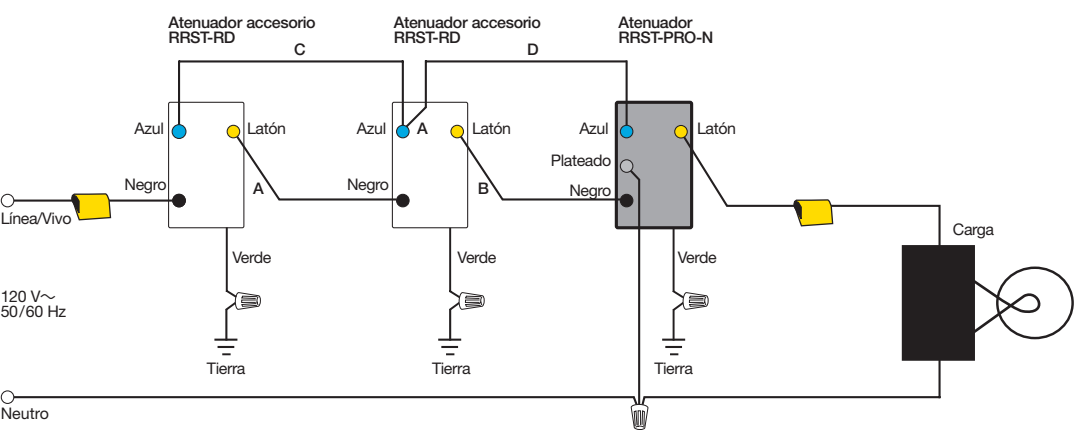 Atenuador accesorio
RRST-RD
Atenuador accesorio
RRST-RD
Atenuador
RRST-PRO-N
C
D
Azul
Latón
Azul
A
Latón
Azul
Latón
Plateado
Negro
A
Negro
B
Negro
Línea/Vivo
Verde
Verde
Verde
Carga
120 V~
50/60 Hz
Tierra
Tierra
Tierra
Neutro